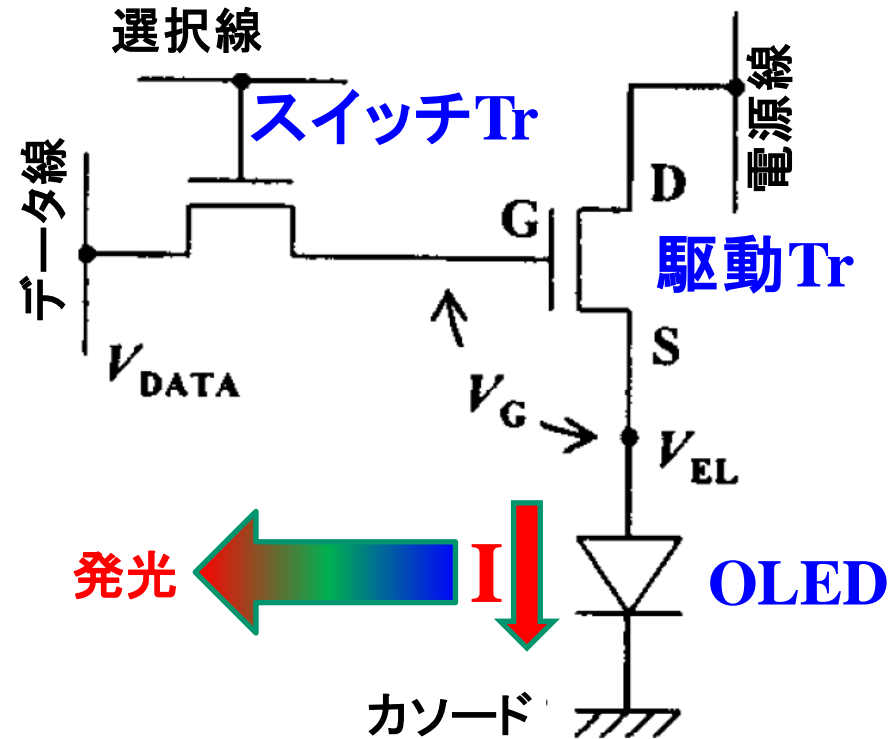 選択線
スイッチTr
データ線
電源線
D
G
駆動Tr
S
VDATA
VG
VEL
発光
I
OLED
カソード